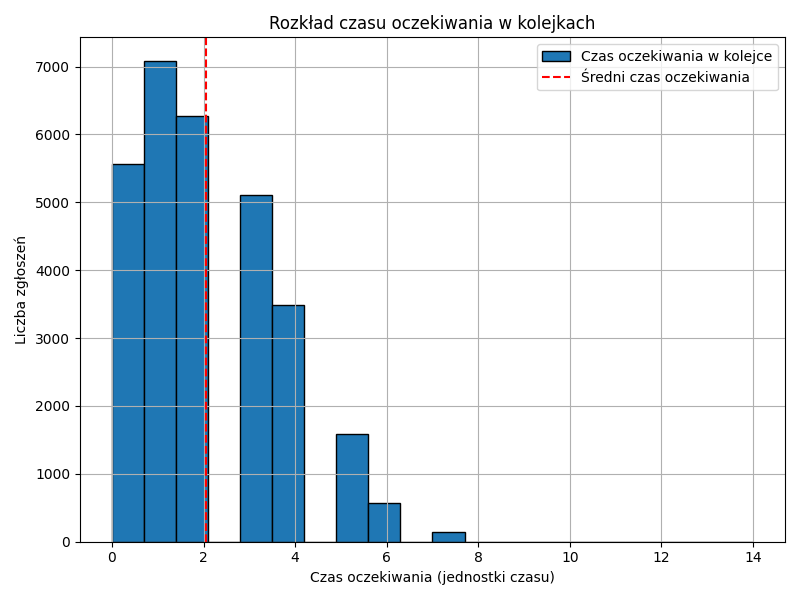 Rozkład czasu oczekiwania w kolejkach
Czas oczekiwania w kolejce
Średni czas oczekiwania
Liczba zgłoszeń
7000
6000
5000
4000
3000
2000
1000
0
0 2 4 6 8 10 12 14
Czas oczekiwania (jednostki czasu)